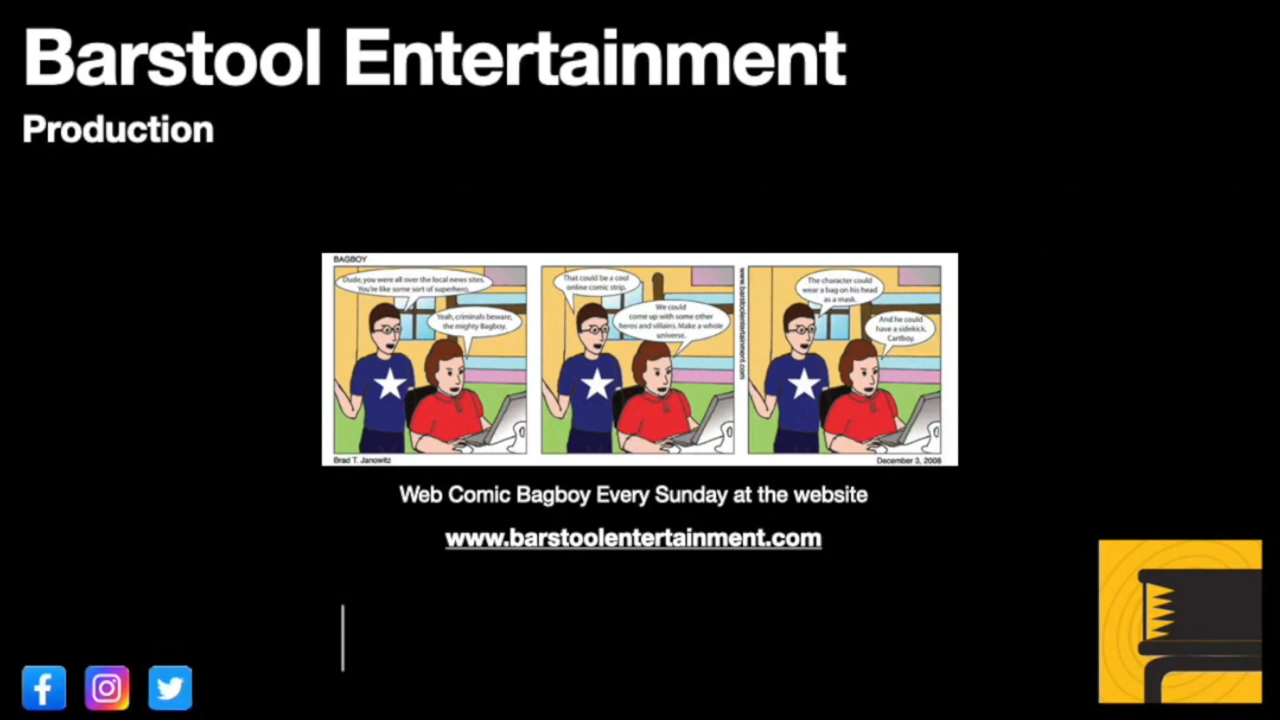 Barstool Entertainment
Production
BAGBOY
Dude, you were all over the local news sites.
You're like some sort of superhero.
Yeah, criminals beware,
the mighty Bagboy.
That could be a cool
online comic strip.
We could
come up with some other
heros and villains. Make a whole
universe.
www.barstoolentertainment.com
The character could
wear a bag on his head
as a mask.
And he could
have a sidekick,
Cartboy.
Brad T. Janowitz
December 3, 2008
Web Comic Bagboy Every Sunday at the website
www.barstoolentertainment.com